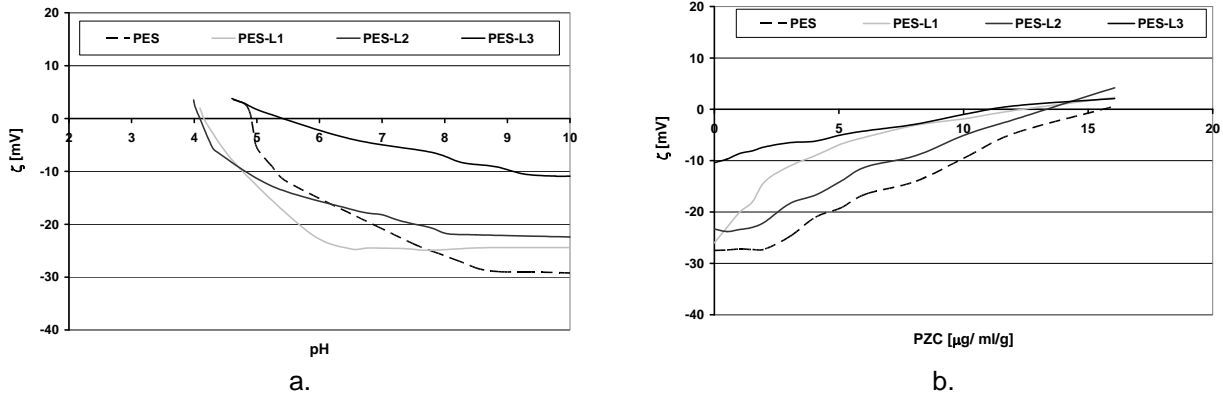 PES PES-L1 PES-L2 PES-L3
20
10
0
-10
-20
-30
-40
2 3 4 5 6 7 8 9 10
ζ [mV]
pH
a.
PES PES-L1 PES-L2 PES-L3
20
10
0
-10
-20
-30
-40
0 5 10 15 20
ζ [mV]
PZC [μg/ ml/g]
b.